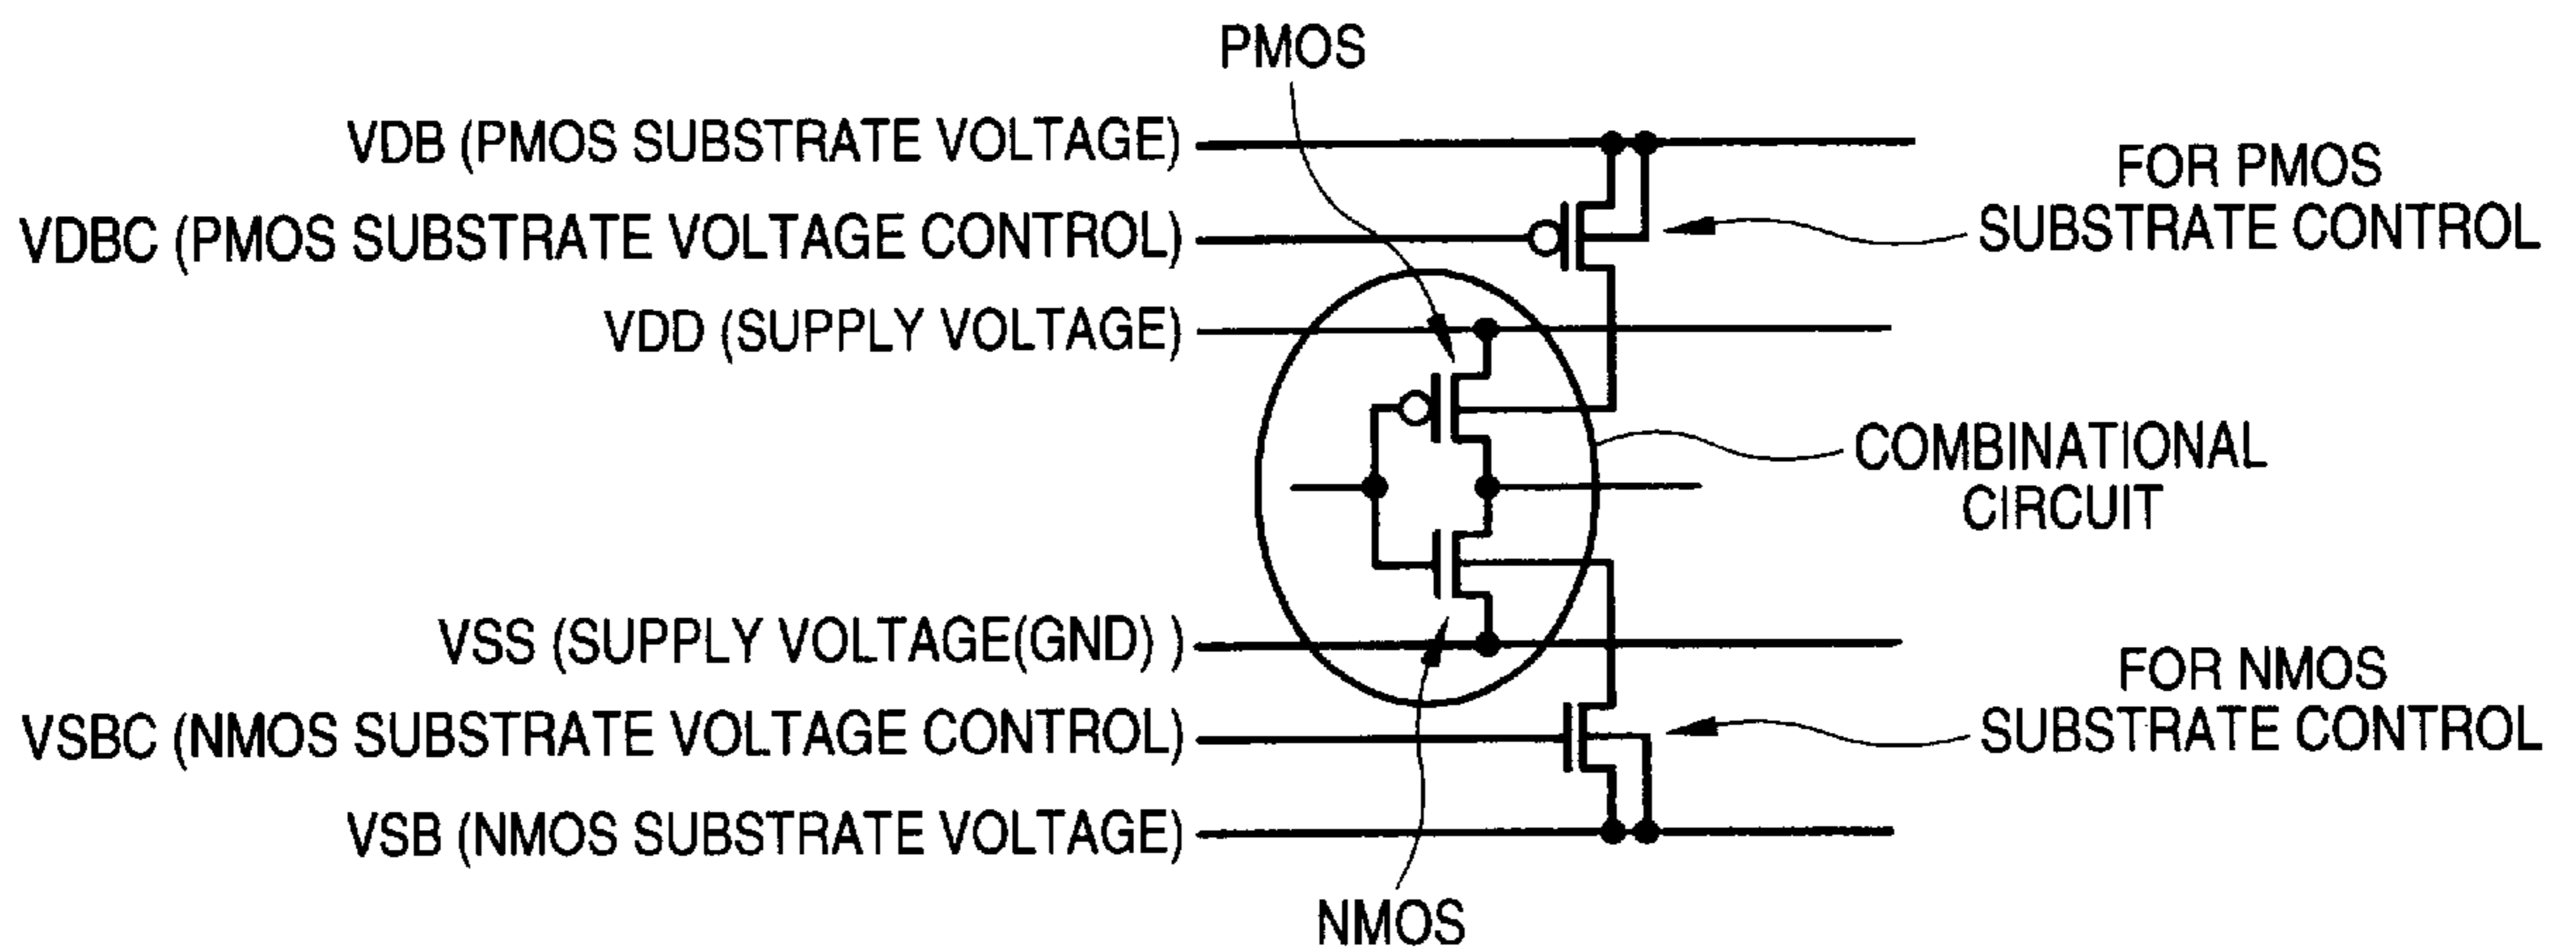 PMOS
VDB (PMOS SUBSTRATE VOLTAGE)
FOR PMOS
SUBSTRATE CONTROL
VDBC (PMOS SUBSTRATE VOLTAGE CONTROL)
VDD (SUPPLY VOLTAGE)
COMBINATIONAL
CIRCUIT
VSS (SUPPLY VOLTAGE(GND) )
FOR NMOS
SUBSTRATE CONTROL
VSBC (NMOS SUBSTRATE VOLTAGE CONTROL)
VSB (NMOS SUBSTRATE VOLTAGE)
NMOS